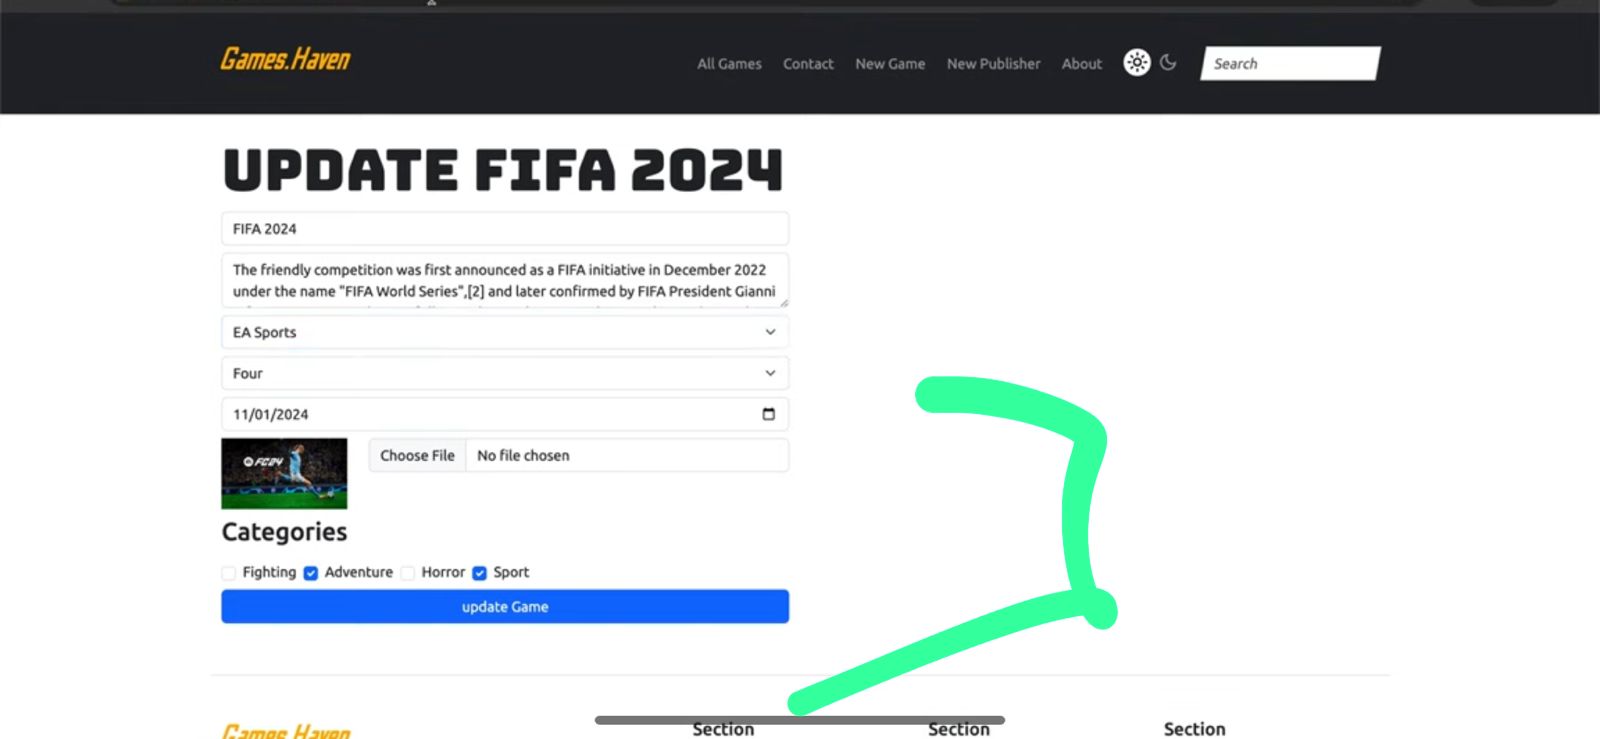 Games.Haven
All Games Contact New Game New Publisher About Search
UPDATE FIFA 2024
FIFA 2024
The friendly competition was first announced as a FIFA initiative in December 2022
under the name "FIFA World Series",[2] and later confirmed by FIFA President Gianni
EA Sports
Four
11/01/2024
FC24
Choose File No file chosen
Categories
Fighting Adventure Horror Sport
update Game
Games.Haven
Section Section Section